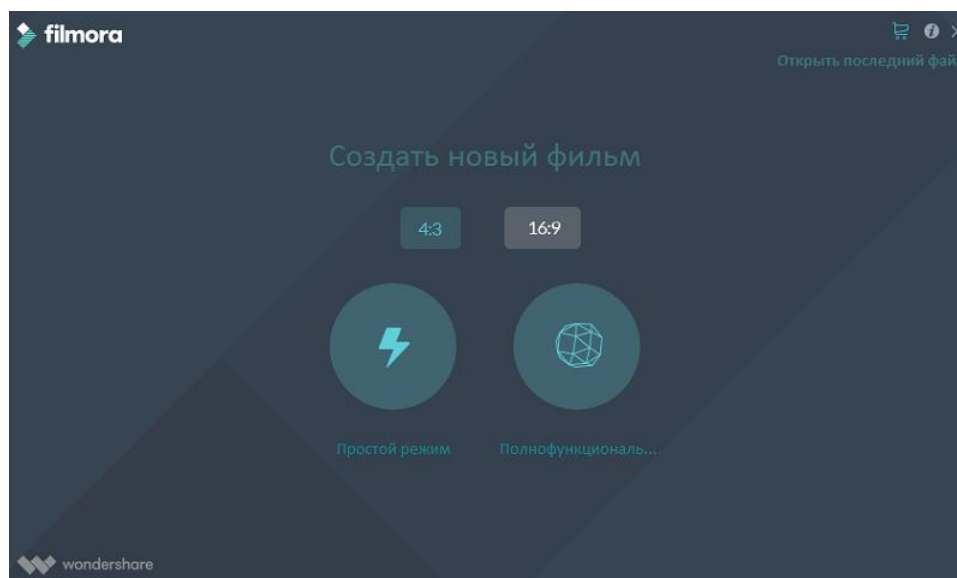 filmora
Открыть последний фай
Создать новый фильм
4:3
16:9
Простой режим
Полнофункциональ...
wondershare